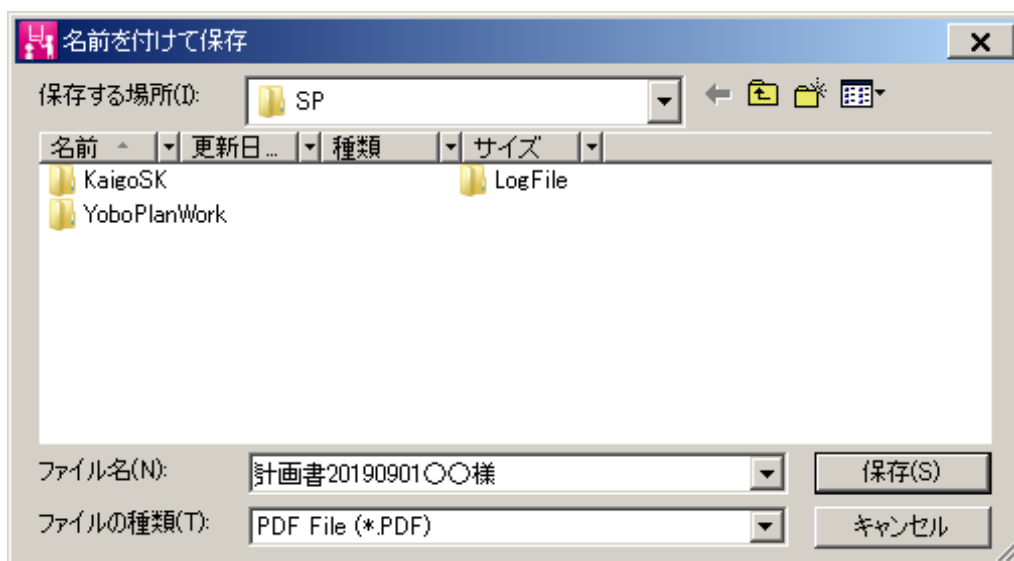 名前を付けて保存
保存する場所(I): SP
名前 更新日... 種類 サイズ
KaigoSK LogFile
YoboPlanWork
ファイル名(N): 計画書20190901〇〇様 保存(S)
ファイルの種類(T): PDF File (*.PDF) キャンセル